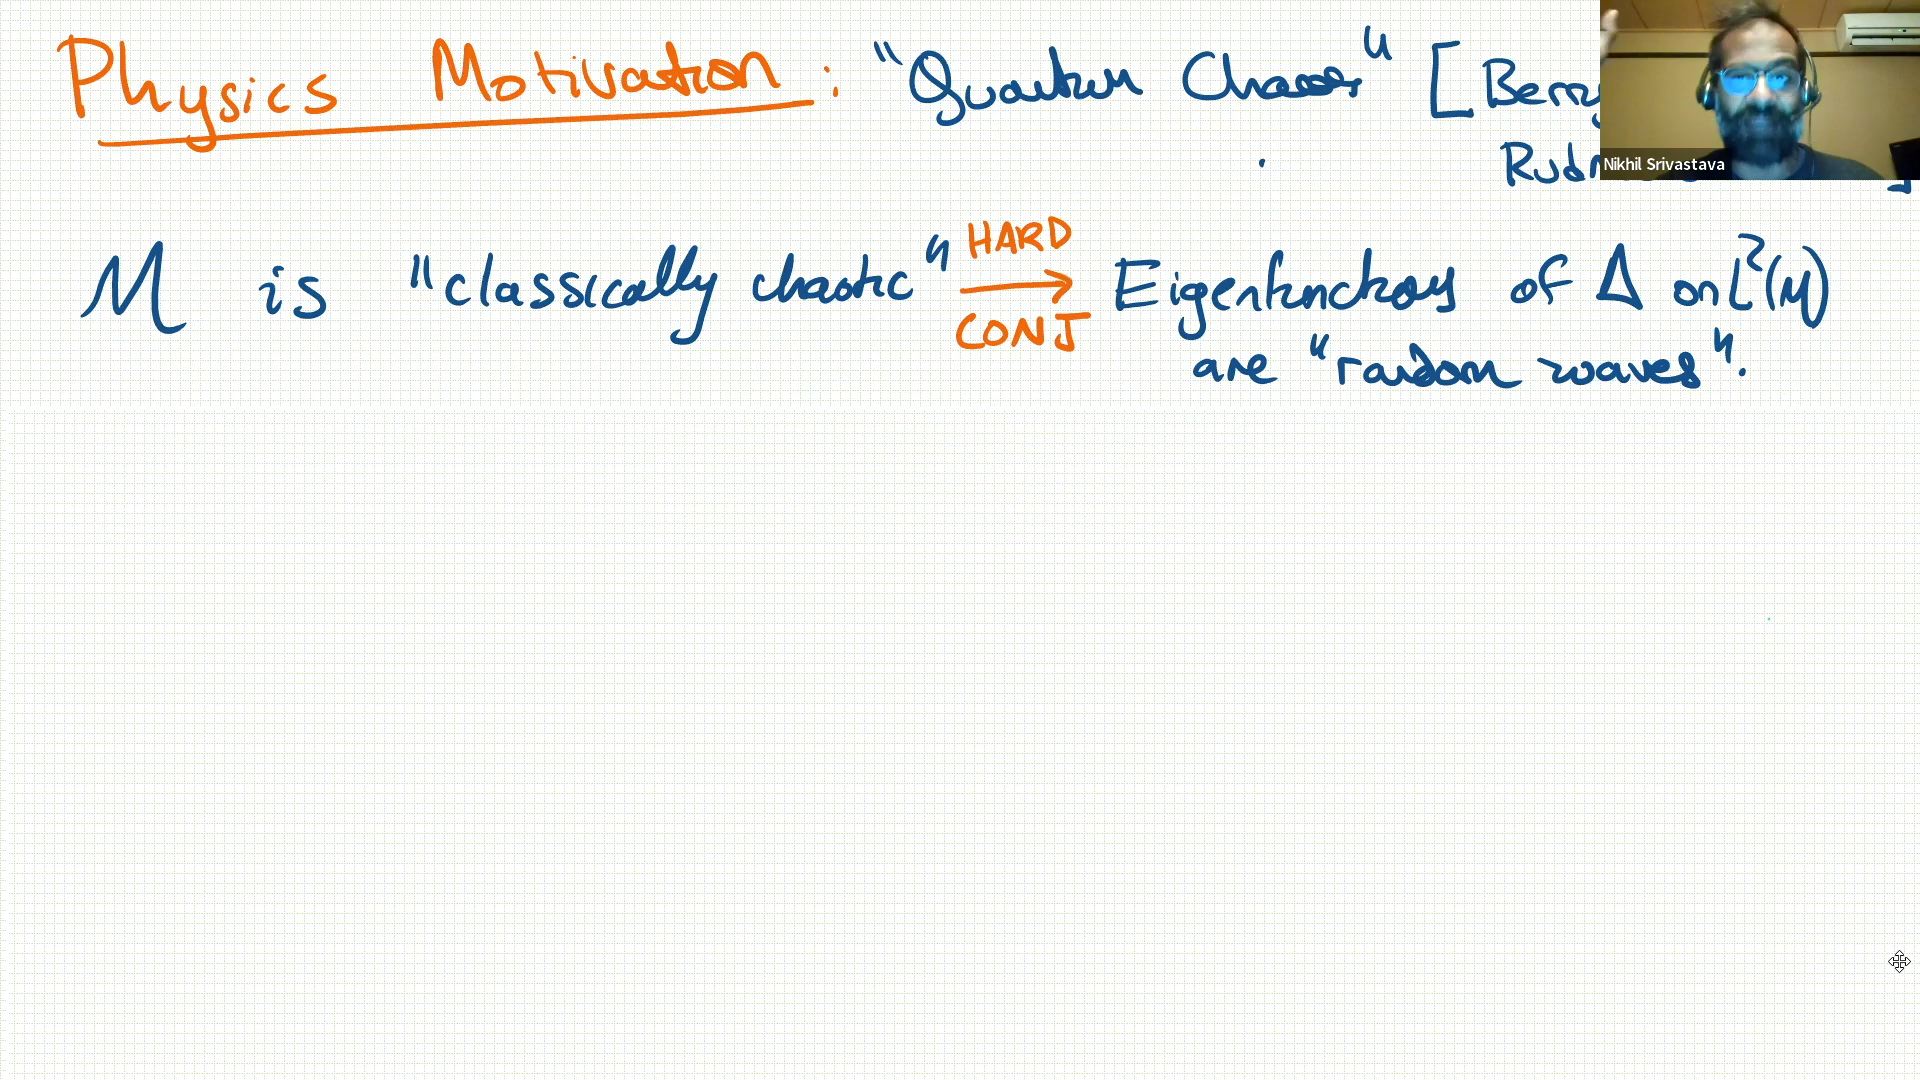 Physics Motivation : "Quantum Chaos" [Berry
Rud
Nikhil Srivastava
M is "classically chaotic" HARD → CONJ Eigenfunctions of Δ on L²(M)
are "random waves".